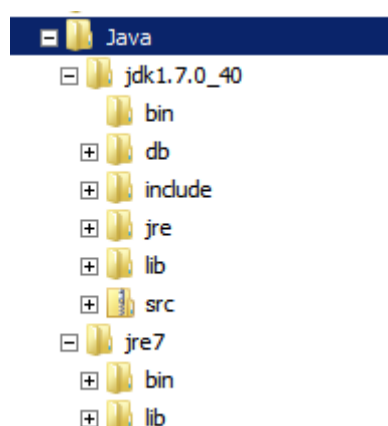 Java
jdk1.7.0_40
bin
db
include
jre
lib
src
jre7
bin
lib